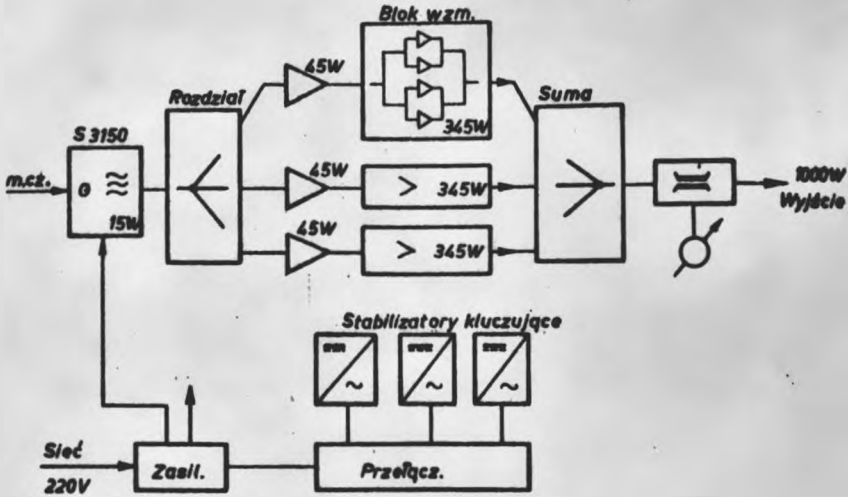 Blok wzm.
45W
Rozdział
345W
Suma
S 3150
m.cz.
G
15W
45W
> 345W
1000W
Wyjście
45W
> 345W
Stabilizatory kluczujące
Sieć
220V
Zasil.
Przełącz.